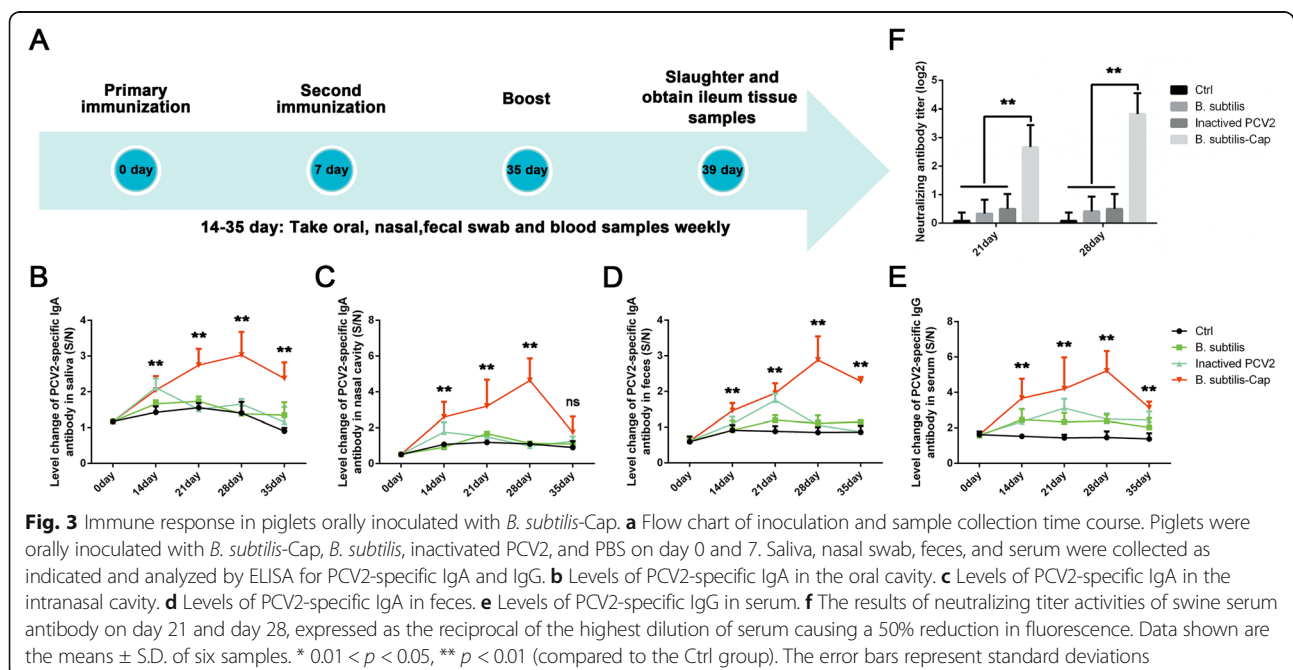 A
Primary
immunization
Second
immunization
Boost
Slaughter and
obtain ileum tissue
samples
0 day
7 day
35 day
39 day
14-35 day: Take oral, nasal,fecal swab and blood samples weekly
F
Neutralizing antibody titer (log2)
5
4
3
2
1
0
**
**
21day
28day
Ctrl
B. subtilis
Inactived PCV2
B. subtilis-Cap
B
Level change of PCV2-specific IgA
antibody in saliva (S/N)
4
3
2
1
0
**
**
**
**
0day
14day
21day
28day
35day
C
Level change of PCV2-specific IgA
antibody in nasal cavity (S/N)
8
6
4
2
0
**
**
**
ns
0day
14day
21day
28day
35day
D
Level change of PCV2-specific IgA
antibody in feces (S/N)
4
3
2
1
0
**
**
**
**
0day
14day
21day
28day
35day
E
Level change of PCV2-specific IgG
antibody in serum (S/N)
8
6
4
2
0
**
**
**
**
0day
14day
21day
28day
35day
Ctrl
B. subtilis
Inactived PCV2
B. subtilis-Cap
Fig. 3 Immune response in piglets orally inoculated with B. subtilis-Cap. a Flow chart of inoculation and sample collection time course. Piglets were
orally inoculated with B. subtilis-Cap, B. subtilis, inactivated PCV2, and PBS on day 0 and 7. Saliva, nasal swab, feces, and serum were collected as
indicated and analyzed by ELISA for PCV2-specific IgA and IgG. b Levels of PCV2-specific IgA in the oral cavity. c Levels of PCV2-specific IgA in the
intranasal cavity. d Levels of PCV2-specific IgA in feces. e Levels of PCV2-specific IgG in serum. f The results of neutralizing titer activities of swine serum
antibody on day 21 and day 28, expressed as the reciprocal of the highest dilution of serum causing a 50% reduction in fluorescence. Data shown are
the means ± S.D. of six samples. * 0.01 < p < 0.05, ** p < 0.01 (compared to the Ctrl group). The error bars represent standard deviations